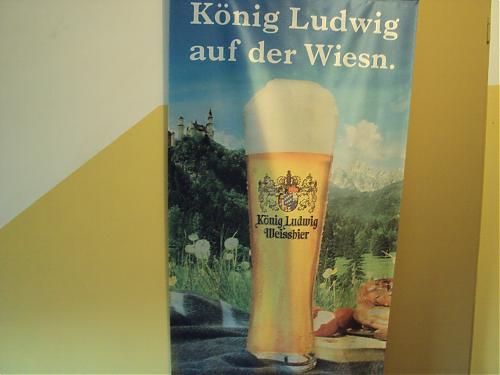 König Ludwig
auf der Wiesn.
König Ludwig
Weissbier